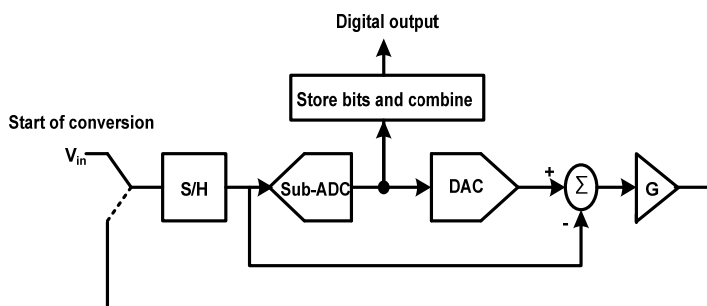 Digital output
Store bits and combine
Start of conversion
Vin
S/H
Sub-ADC
DAC
+
Σ
-
G